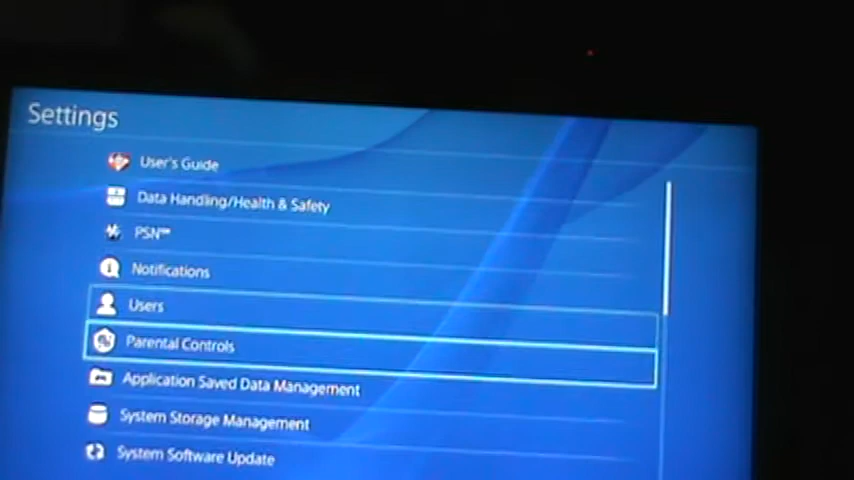 Settings
User's Guide
Data Handling/Health & Safety
PSN℠
Notifications
Users
Parental Controls
Application Saved Data Management
System Storage Management
System Software Update